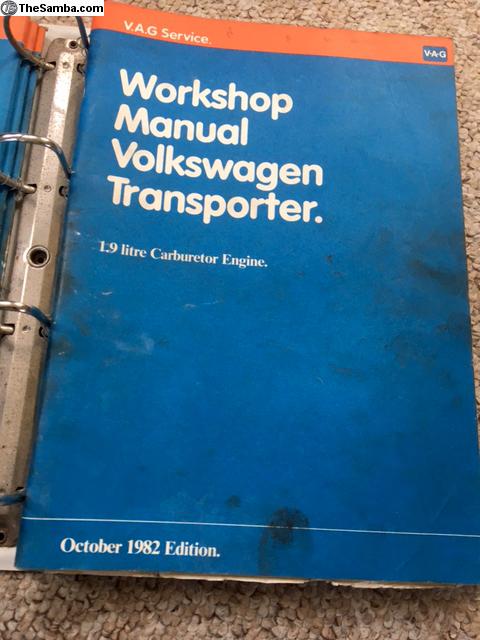 TheSamba.com
V.A.G Service.
V·A·G
Workshop
Manual
Volkswagen
Transporter.
1.9 litre Carburetor Engine.
October 1982 Edition.